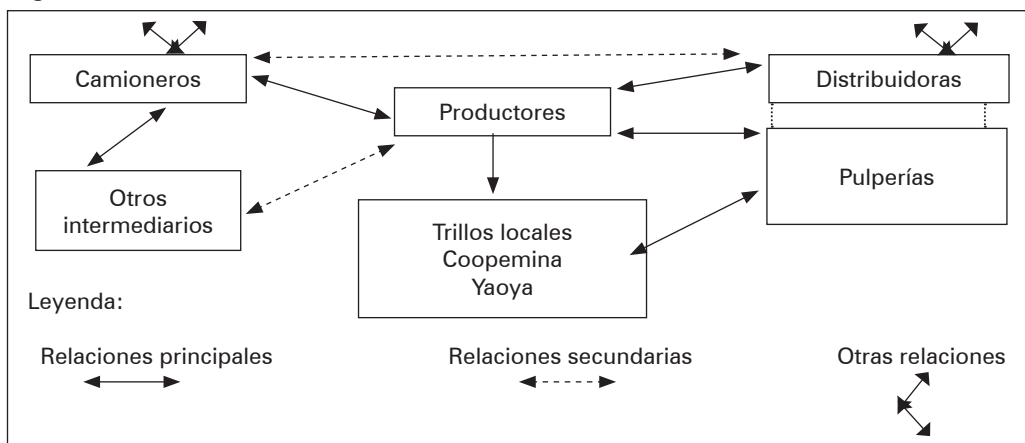 Camioneros
Distribuidoras
Productores
Otros
intermediarios
Pulperías
Trillos locales
Coopemina
Yaoya
Leyenda:
Relaciones principales
Relaciones secundarias
Otras relaciones